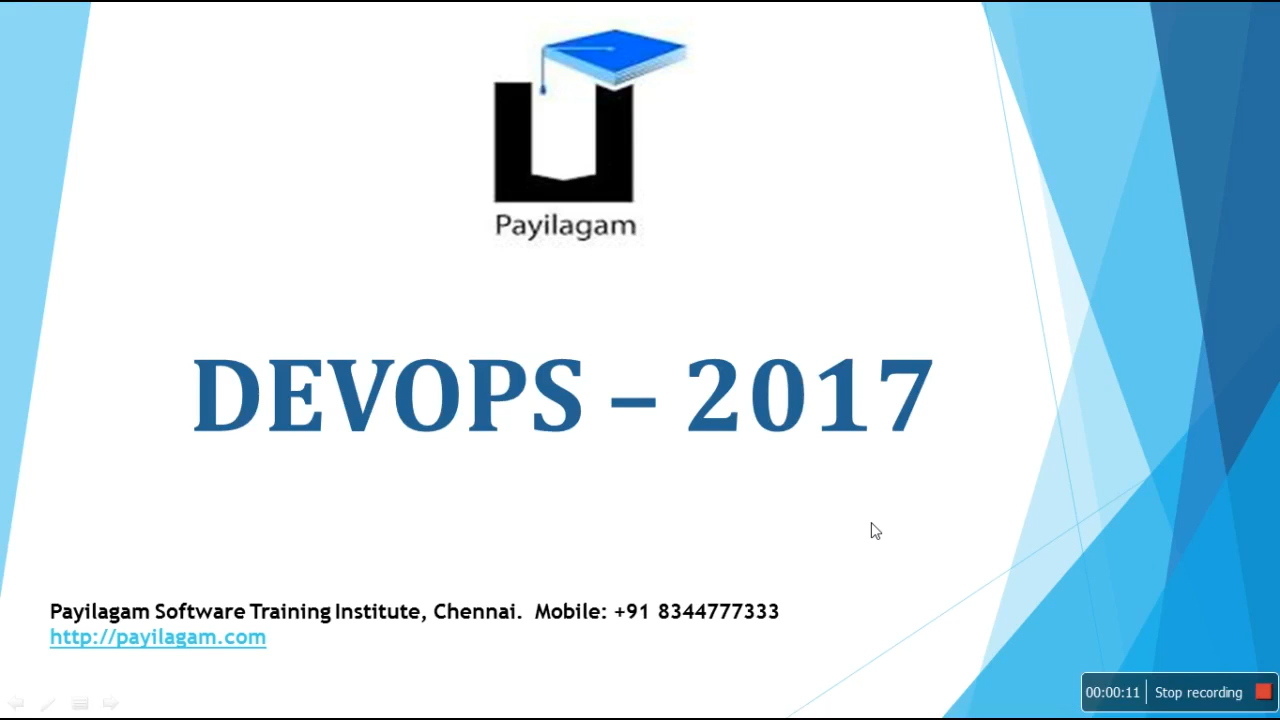 Payilagam
DEVOPS – 2017
Payilagam Software Training Institute, Chennai. Mobile: +91 8344777333
http://payilagam.com
00:00:11 Stop recording